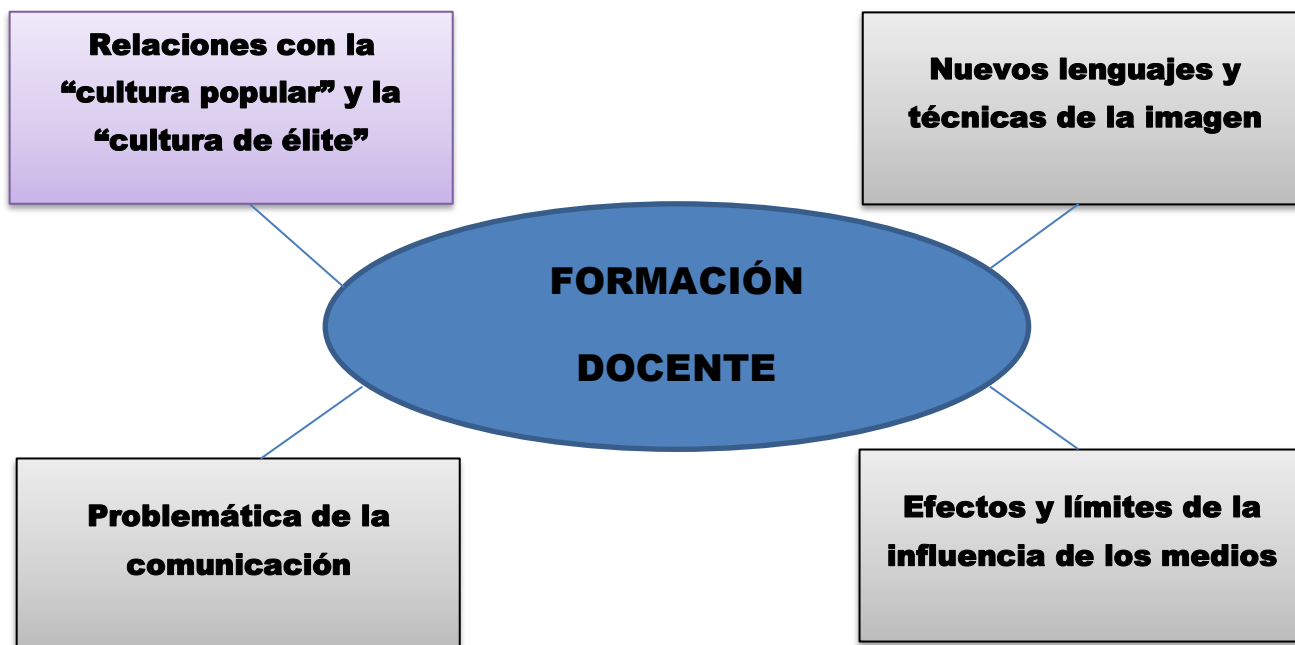 Relaciones con la
“cultura popular” y la
“cultura de élite”
Nuevos lenguajes y
técnicas de la imagen
FORMACIÓN
DOCENTE
Problemática de la
comunicación
Efectos y límites de la
influencia de los medios